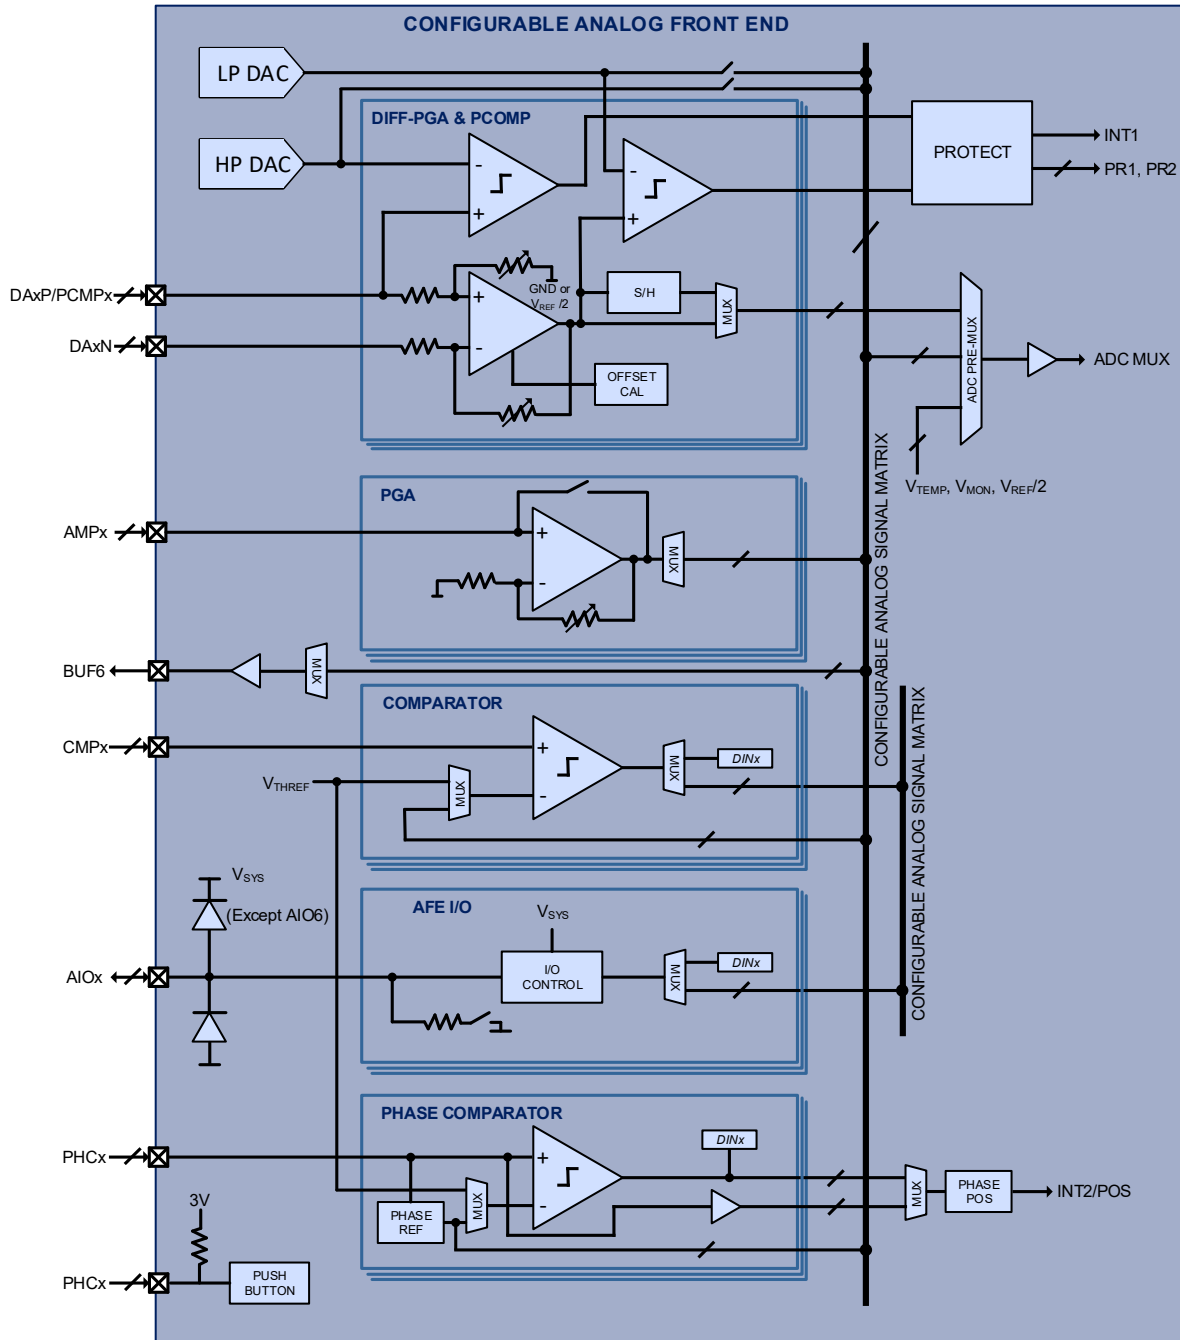 CONFIGURABLE ANALOG FRONT END
LP DAC
HP DAC
DIFF-PGA & PCOMP
-
+
-
+
PROTECT
INT1
PR1, PR2
DAxP/PCMPx
DAxN
+
-
GND or
VREF /2
S/H
MUX
OFFSET
CAL
ADC PRE-MUX
ADC MUX
VTEMP, VMON, VREF/2
CONFIGURABLE ANALOG SIGNAL MATRIX
PGA
AMPx
+
-
MUX
BUF6
MUX
COMPARATOR
CMPx
VTHREF
MUX
+
-
MUX
DINx
CONFIGURABLE ANALOG SIGNAL MATRIX
AFE I/O
VSYS
(Except AIO6)
AIOx
VSYS
I/O
CONTROL
MUX
DINx
PHASE COMPARATOR
PHCx
PHASE
REF
MUX
+
-
DINx
MUX
PHASE
POS
INT2/POS
3V
PHCx
PUSH
BUTTON